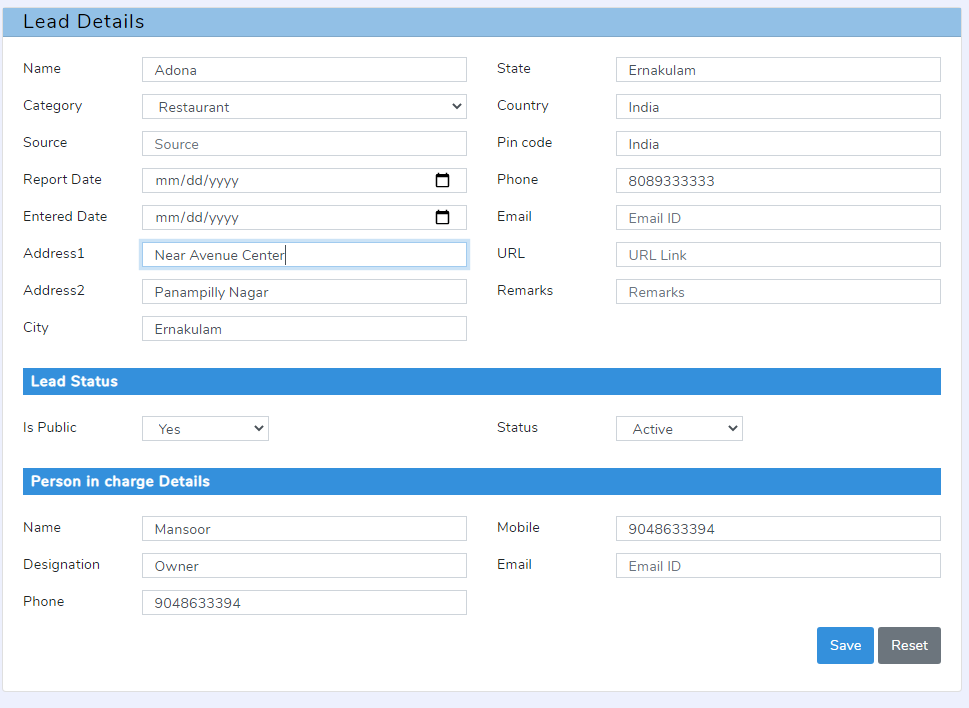 Lead Details
Name Adona State Ernakulam
Category Restaurant Country India
Source Source Pin code India
Report Date mm/dd/yyyy Phone 8089333333
Entered Date mm/dd/yyyy Email Email ID
Address1 Near Avenue Center URL URL Link
Address2 Panampilly Nagar Remarks Remarks
City Ernakulam
Lead Status
Is Public Yes Status Active
Person in charge Details
Name Mansoor Mobile 9048633394
Designation Owner Email Email ID
Phone 9048633394
Save Reset